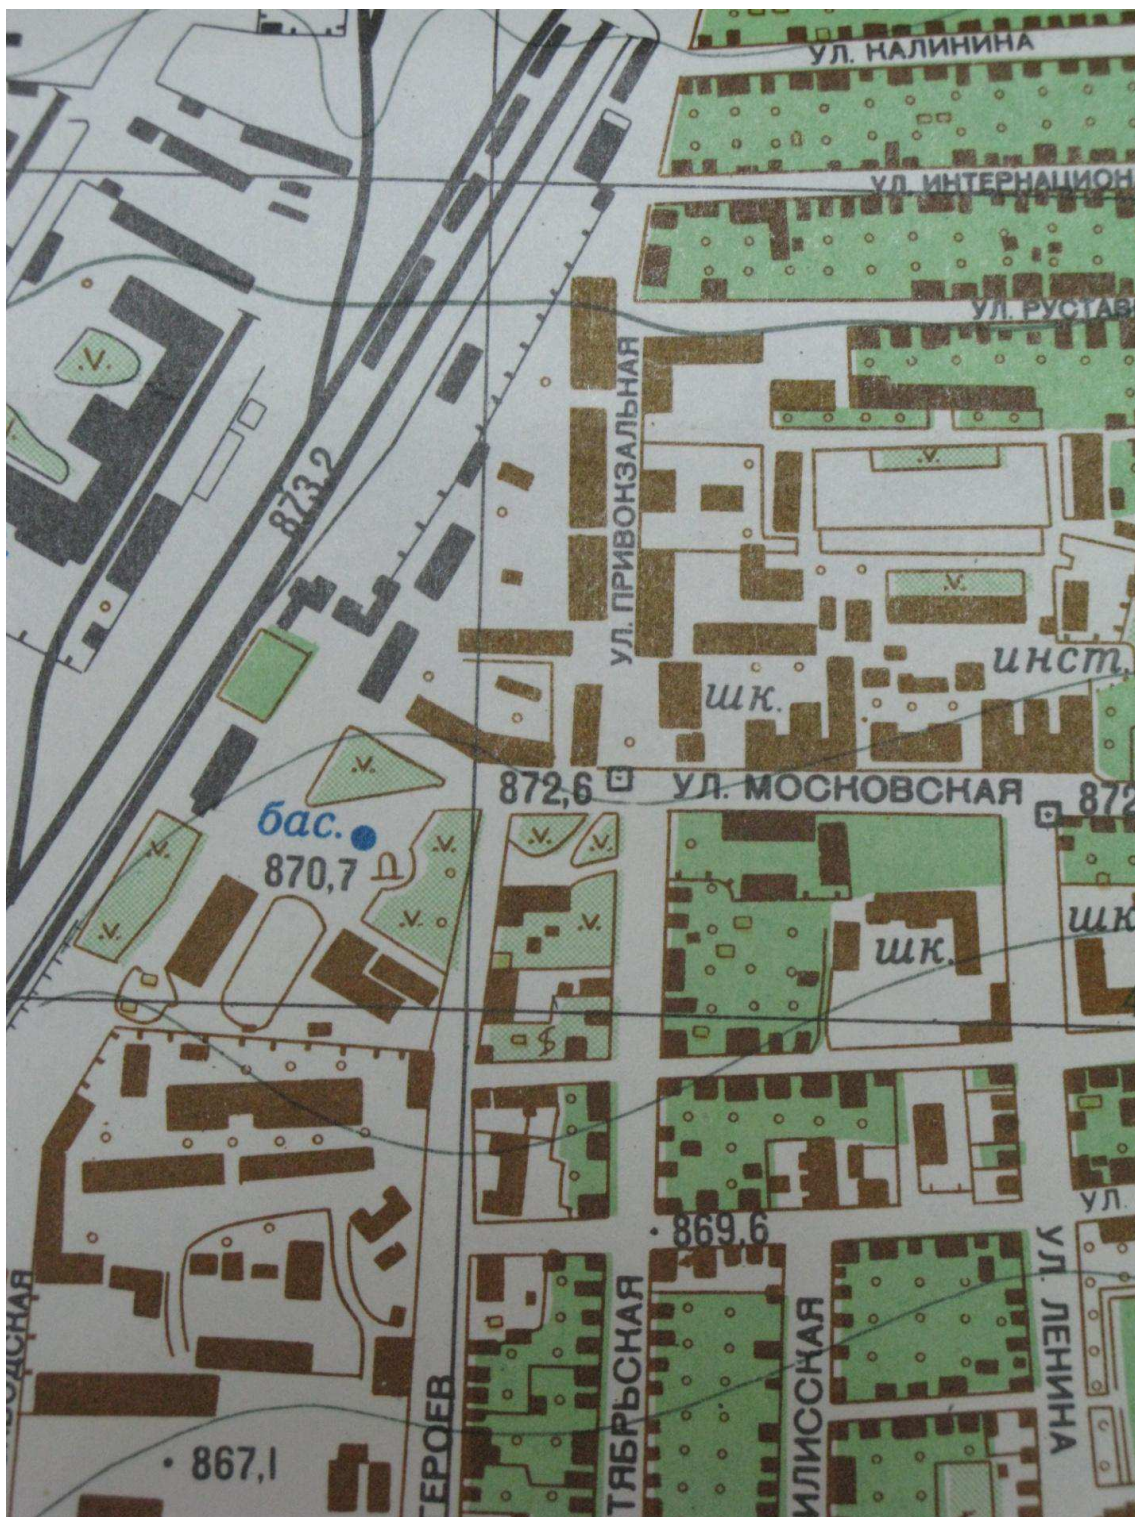 УЛ. КАЛИНИНА
УЛ. ИНТЕРНАЦИОН
УЛ. РУСТАВ
УЛ. ПРИВОКЗАЛЬНАЯ
873,2
инст.
шк.
872,6
УЛ. МОСКОВСКАЯ
872
бас.
870,7
шк.
шк
869,6
УЛ.
УЛ. ЛЕНИНА
ТЯБРЬСКАЯ
ИЛИССКАЯ
ГЕРОЕВ
ОДСКАЯ
867,1